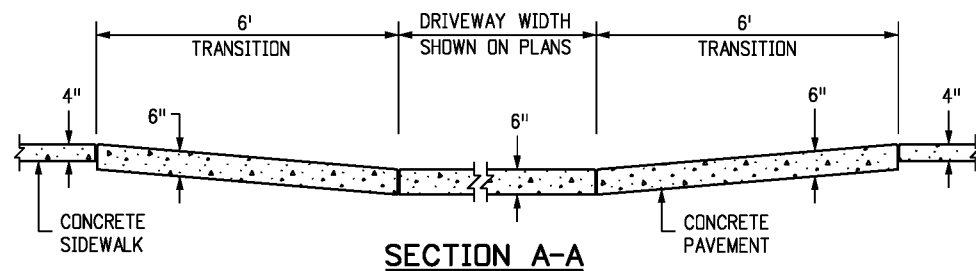 6'
TRANSITION
DRIVEWAY WIDTH
SHOWN ON PLANS
6'
TRANSITION
4"
6"
6"
6"
4"
CONCRETE
SIDEWALK
CONCRETE
PAVEMENT
SECTION A-A